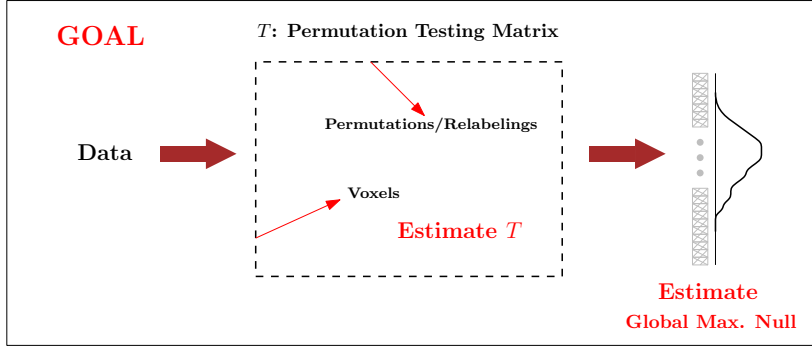 GOAL
T: Permutation Testing Matrix
Permutations/Relabelings
Data
Voxels
Estimate T
Estimate
Global Max. Null